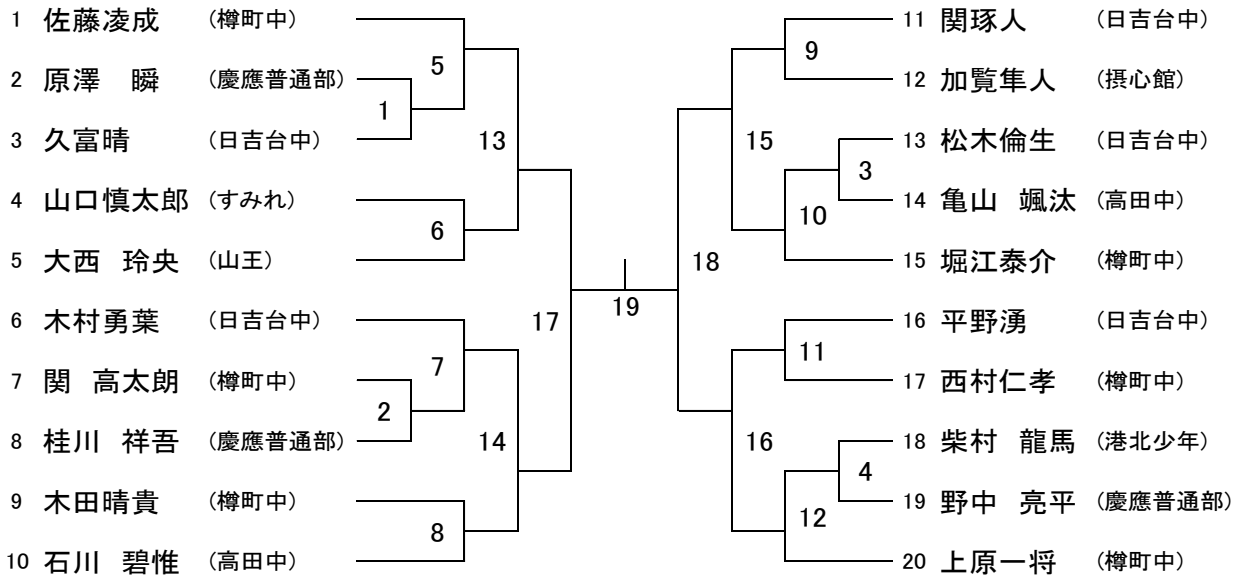 1 佐藤凌成 (樽町中)
2 原澤 瞬 (慶應普通部)
3 久富晴 (日吉台中)
4 山口慎太郎 (すみれ)
5 大西 玲央 (山王)
6 木村勇葉 (日吉台中)
7 関 高太朗 (樽町中)
8 桂川 祥吾 (慶應普通部)
9 木田晴貴 (樽町中)
10 石川 碧惟 (高田中)
5
1
13
6
17
7
2
14
8
19
18
9
15
3
10
11
16
4
12
11 関琢人 (日吉台中)
12 加覧隼人 (摂心館)
13 松木倫生 (日吉台中)
14 亀山 颯汰 (高田中)
15 堀江泰介 (樽町中)
16 平野湧 (日吉台中)
17 西村仁孝 (樽町中)
18 柴村 龍馬 (港北少年)
19 野中 亮平 (慶應普通部)
20 上原一将 (樽町中)